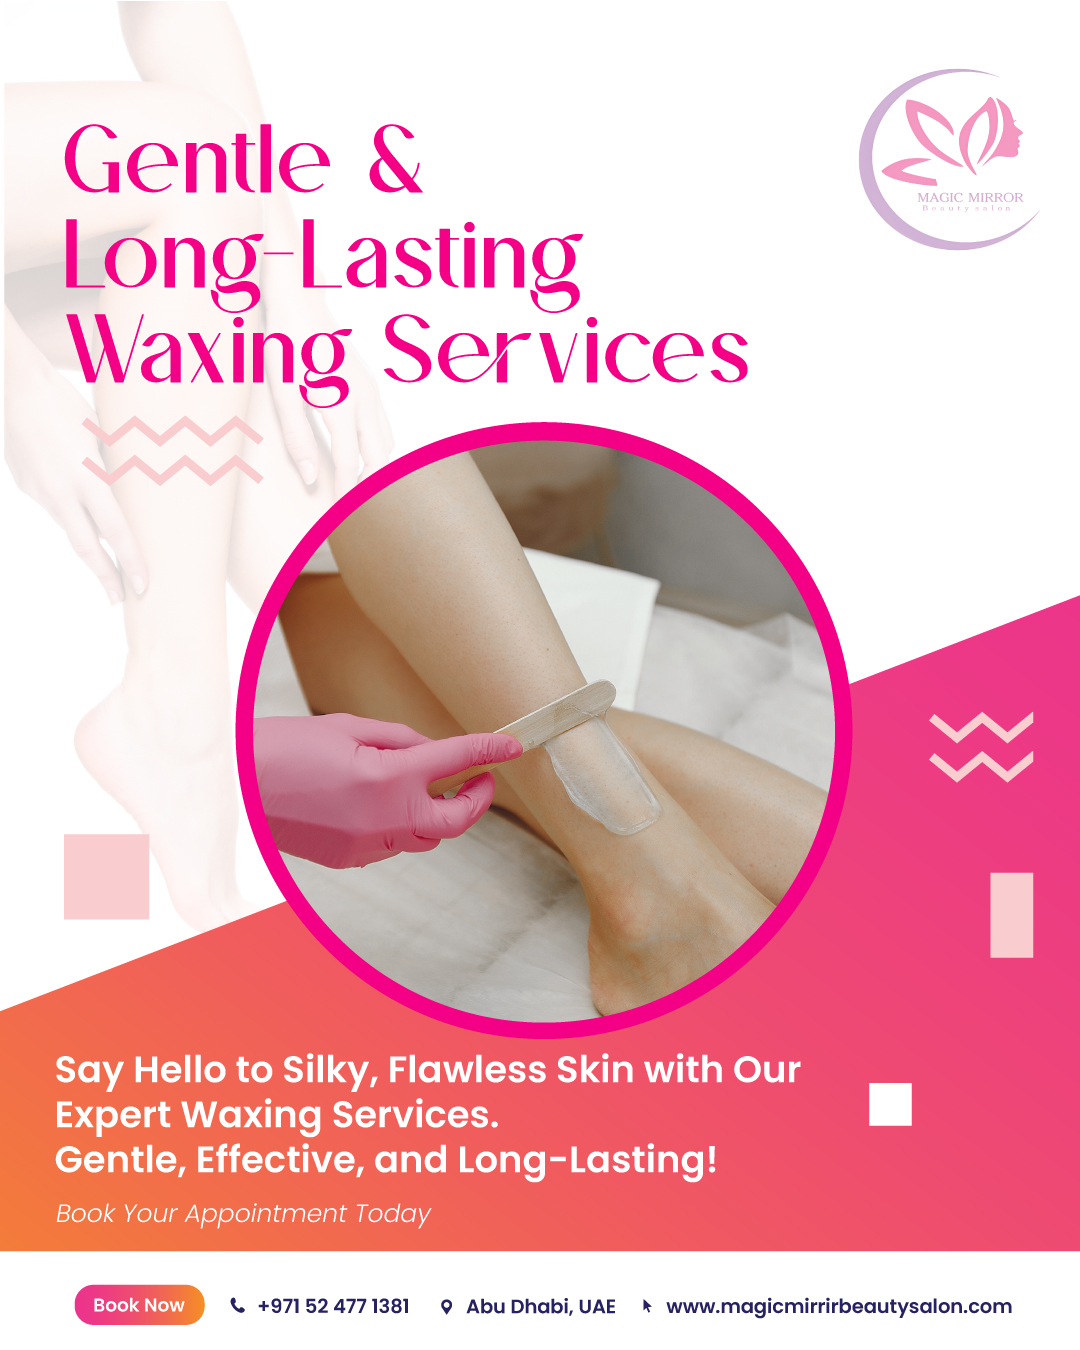 Gentle &
Long-Lasting
Waxing Services
MAGIC MIRROR
Beauty salon
Say Hello to Silky, Flawless Skin with Our
Expert Waxing Services.
Gentle, Effective, and Long-Lasting!
Book Your Appointment Today
Book Now
+971 52 477 1381
Abu Dhabi, UAE
www.magicmirrirbeautysalon.com